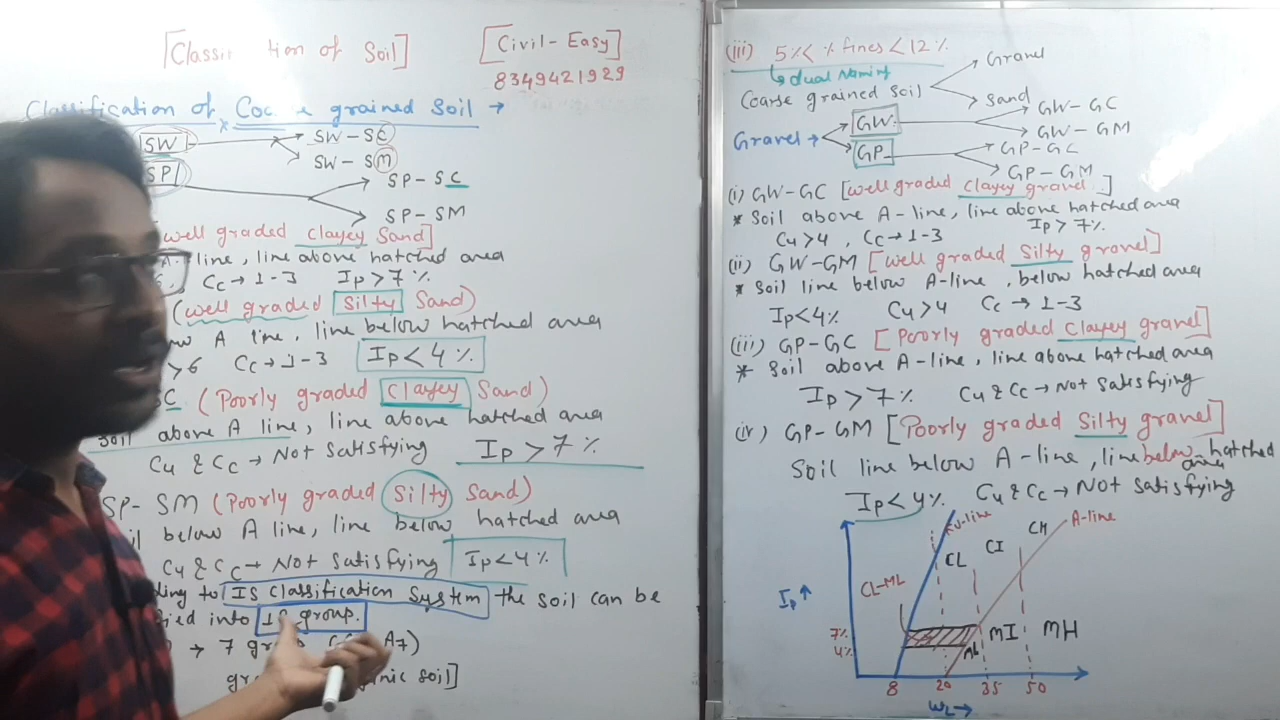 [Classi tion of Soil]
[Civil-Easy]
8349421929
Classification of Coa e grained Soil →
SW
SP
SW - SC
SW - SM
SP - SC
SP - SM
well graded clayey Sand]
line, line above hatched area
Cc → 1-3 Ip > 7 %
(well graded Silty Sand)
A line, line below hatched area
>6 Cc → 1-3 Ip < 4 %
C (Poorly graded Clayey Sand)
Soil above A line, line above hatched area
Cu & Cc → Not Satisfying Ip > 7 %
SP- SM (Poorly graded Silty Sand)
below A line, line below hatched area
Cu & Cc → Not Satisfying Ip < 4 %
to IS Classification System the soil can be
into group.
→ 7 A7)
soil]
(iii) 5% < % fines < 12 %
dual Naming
Coarse grained soil
Gravel
Sand
Gravel →
GW
GP
GW-GC
GW-GM
GP-GC
GP-GM
(i) GW-GC [well graded clayey gravel.]
* Soil above A-line, line above hatched area
Cu>4 , Cc → 1-3 Ip > 7%
(ii) GW-GM [well graded Silty gravel]
* Soil line below A-line, below hatched area
Ip<4% Cu>4 Cc → 1-3
(iii) GP-GC [Poorly graded clayey gravel]
* Soil above A-line, line above hatched area
Ip > 7% Cu & Cc → Not Satisfying
(iv) GP-GM [Poorly graded Silty gravel]
Soil line below A-line, line below hatched area
Ip < 4% Cu & Cc → Not Satisfying
U-line
A-line
CH
CI
CL
CL-ML
Ip ↑
7%
4%
ML
MI
MH
8 20 35 50
WL →